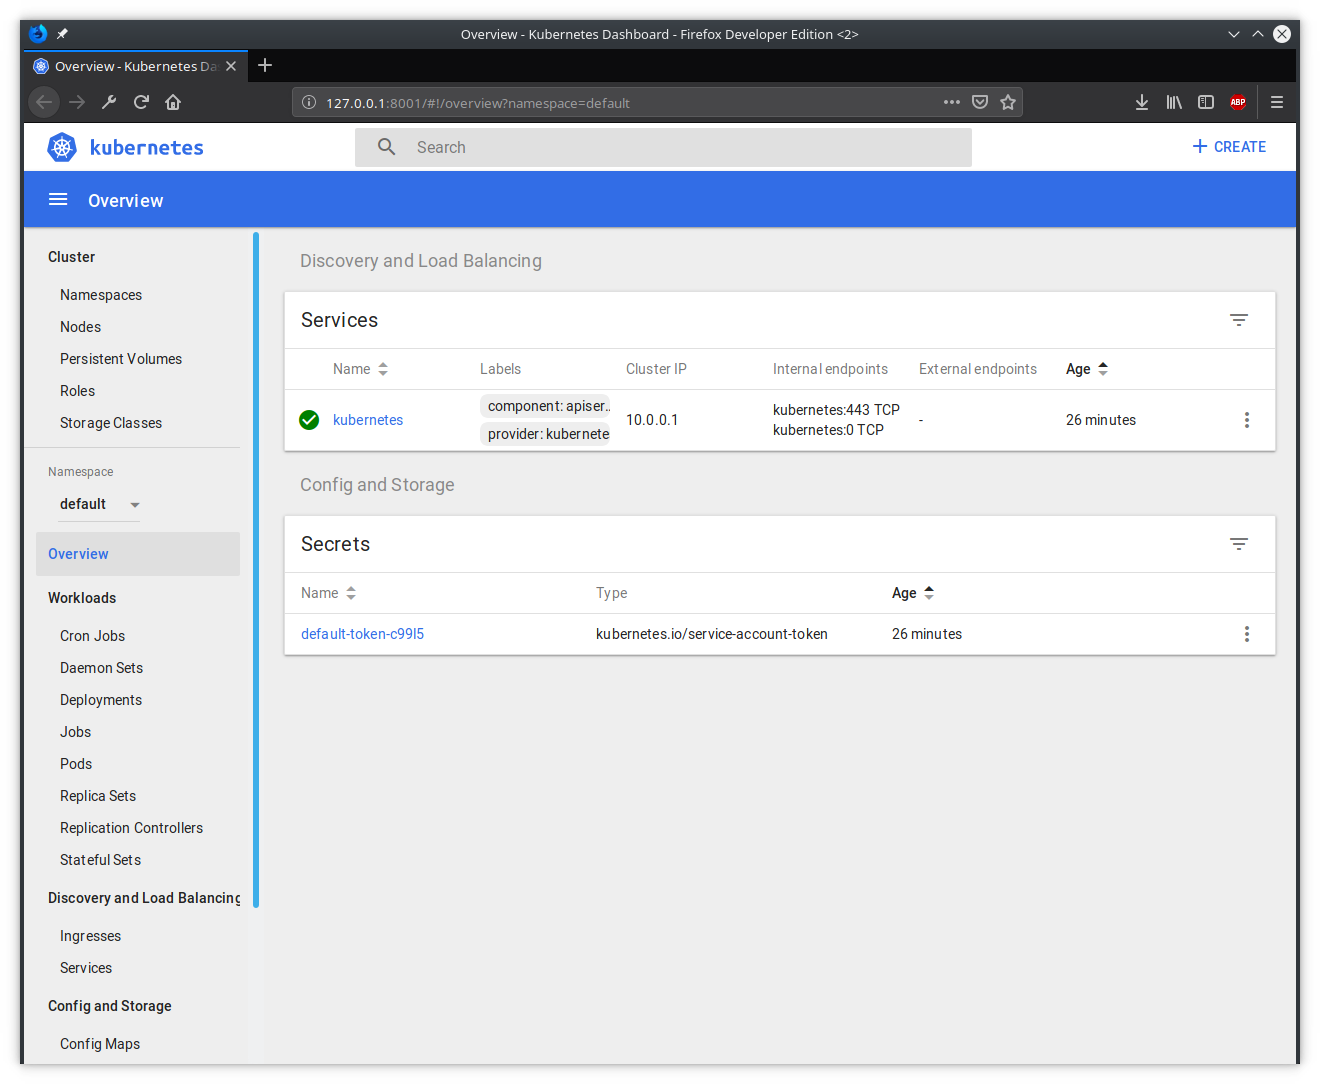 Overview - Kubernetes Dashboard - Firefox Developer Edition <2>
Overview - Kubernetes Da
127.0.0.1:8001/#!/overview?namespace=default
ABP
kubernetes
Search
CREATE
Overview
Cluster
Namespaces
Nodes
Persistent Volumes
Roles
Storage Classes
Namespace
default
Overview
Workloads
Cron Jobs
Daemon Sets
Deployments
Jobs
Pods
Replica Sets
Replication Controllers
Stateful Sets
Discovery and Load Balancing
Ingresses
Services
Config and Storage
Config Maps
Discovery and Load Balancing
Services
Name Labels Cluster IP Internal endpoints External endpoints Age
kubernetes
component: apiser..
provider: kubernete
10.0.0.1
kubernetes:443 TCP
kubernetes:0 TCP
-
26 minutes
Config and Storage
Secrets
Name Type Age
default-token-c99l5 kubernetes.io/service-account-token 26 minutes